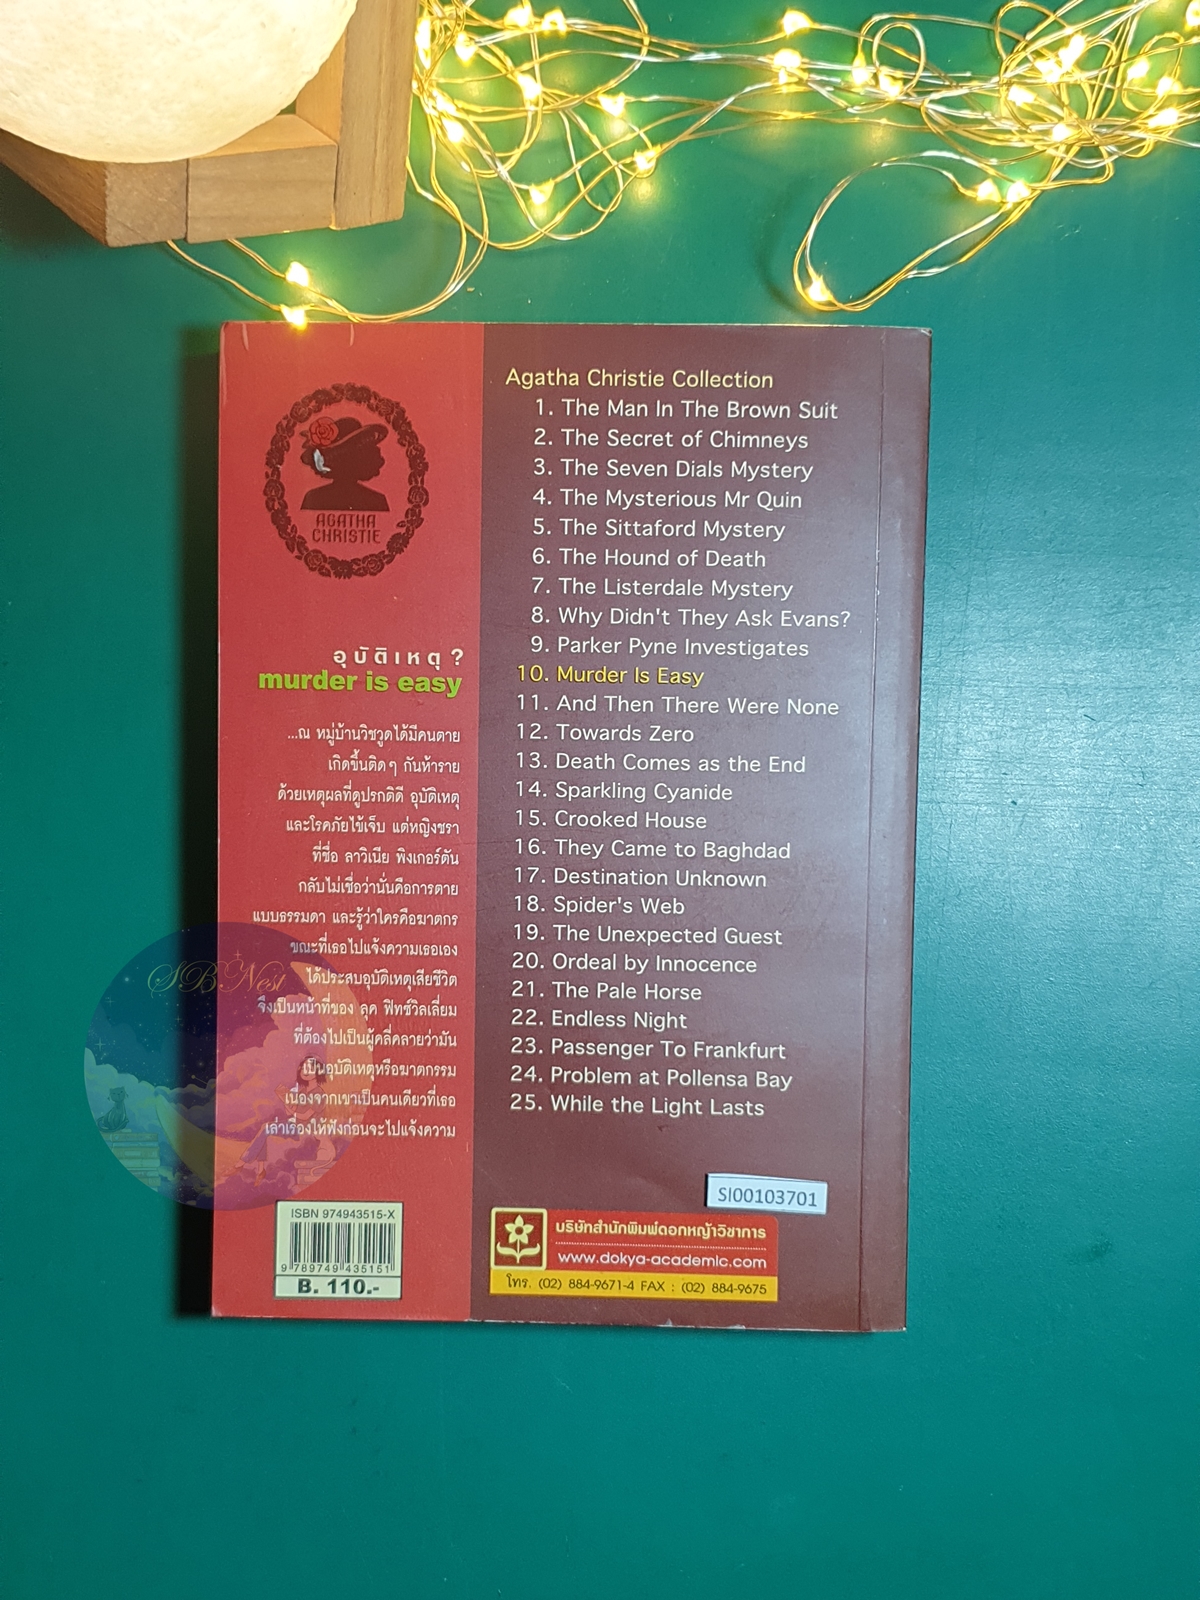 AGATHA
CHRISTIE
อุบัติเหตุ ?
murder is easy
...ณ หมู่บ้านวิชวูดได้มีคนตาย
เกิดขึ้นติดๆ กันห้าราย
ด้วยเหตุผลที่ดูปรกติดี อุบัติเหตุ
และโรคภัยไข้เจ็บ แต่หญิงชรา
ที่ชื่อ ลาวิเนีย พิงเกอร์ตัน
กลับไม่เชื่อว่านั่นคือการตาย
แบบธรรมดา และรู้ว่าใครคือฆาตกร
ขณะที่เธอไปแจ้งความเธอเอง
ได้ประสบอุบัติเหตุเสียชีวิต
จึงเป็นหน้าที่ของ ลุค ฟิทซ์วิลเลี่ยม
ที่ต้องไปเป็นผู้คลี่คลายว่ามัน
เป็นอุบัติเหตุหรือฆาตกรรม
เนื่องจากเขาเป็นคนเดียวที่เธอ
เล่าเรื่องให้ฟังก่อนจะไปแจ้งความ
SB Nest
ISBN 974943515-X
9 789749 435151
B. 110.-
Agatha Christie Collection
1. The Man In The Brown Suit
2. The Secret of Chimneys
3. The Seven Dials Mystery
4. The Mysterious Mr Quin
5. The Sittaford Mystery
6. The Hound of Death
7. The Listerdale Mystery
8. Why Didn't They Ask Evans?
9. Parker Pyne Investigates
10. Murder Is Easy
11. And Then There Were None
12. Towards Zero
13. Death Comes as the End
14. Sparkling Cyanide
15. Crooked House
16. They Came to Baghdad
17. Destination Unknown
18. Spider's Web
19. The Unexpected Guest
20. Ordeal by Innocence
21. The Pale Horse
22. Endless Night
23. Passenger To Frankfurt
24. Problem at Pollensa Bay
25. While the Light Lasts
SI00103701
บริษัทสำนักพิมพ์ดอกหญ้าวิชาการ
www.dokya-academic.com
โทร. (02) 884-9671-4 FAX : (02) 884-9675